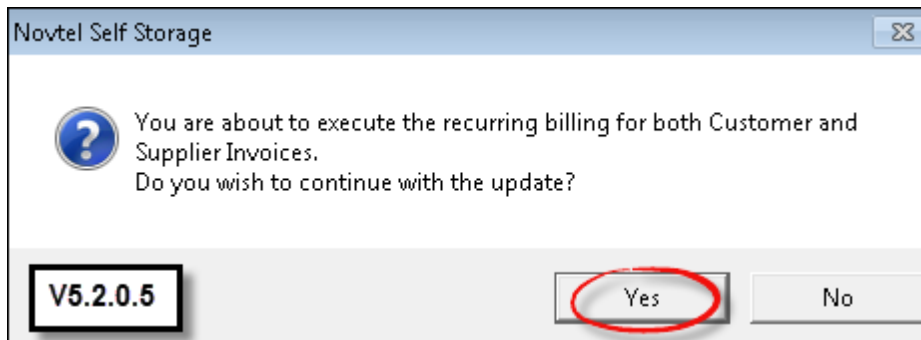 Novtel Self Storage
You are about to execute the recurring billing for both Customer and
Supplier Invoices.
Do you wish to continue with the update?
V5.2.0.5
Yes
No